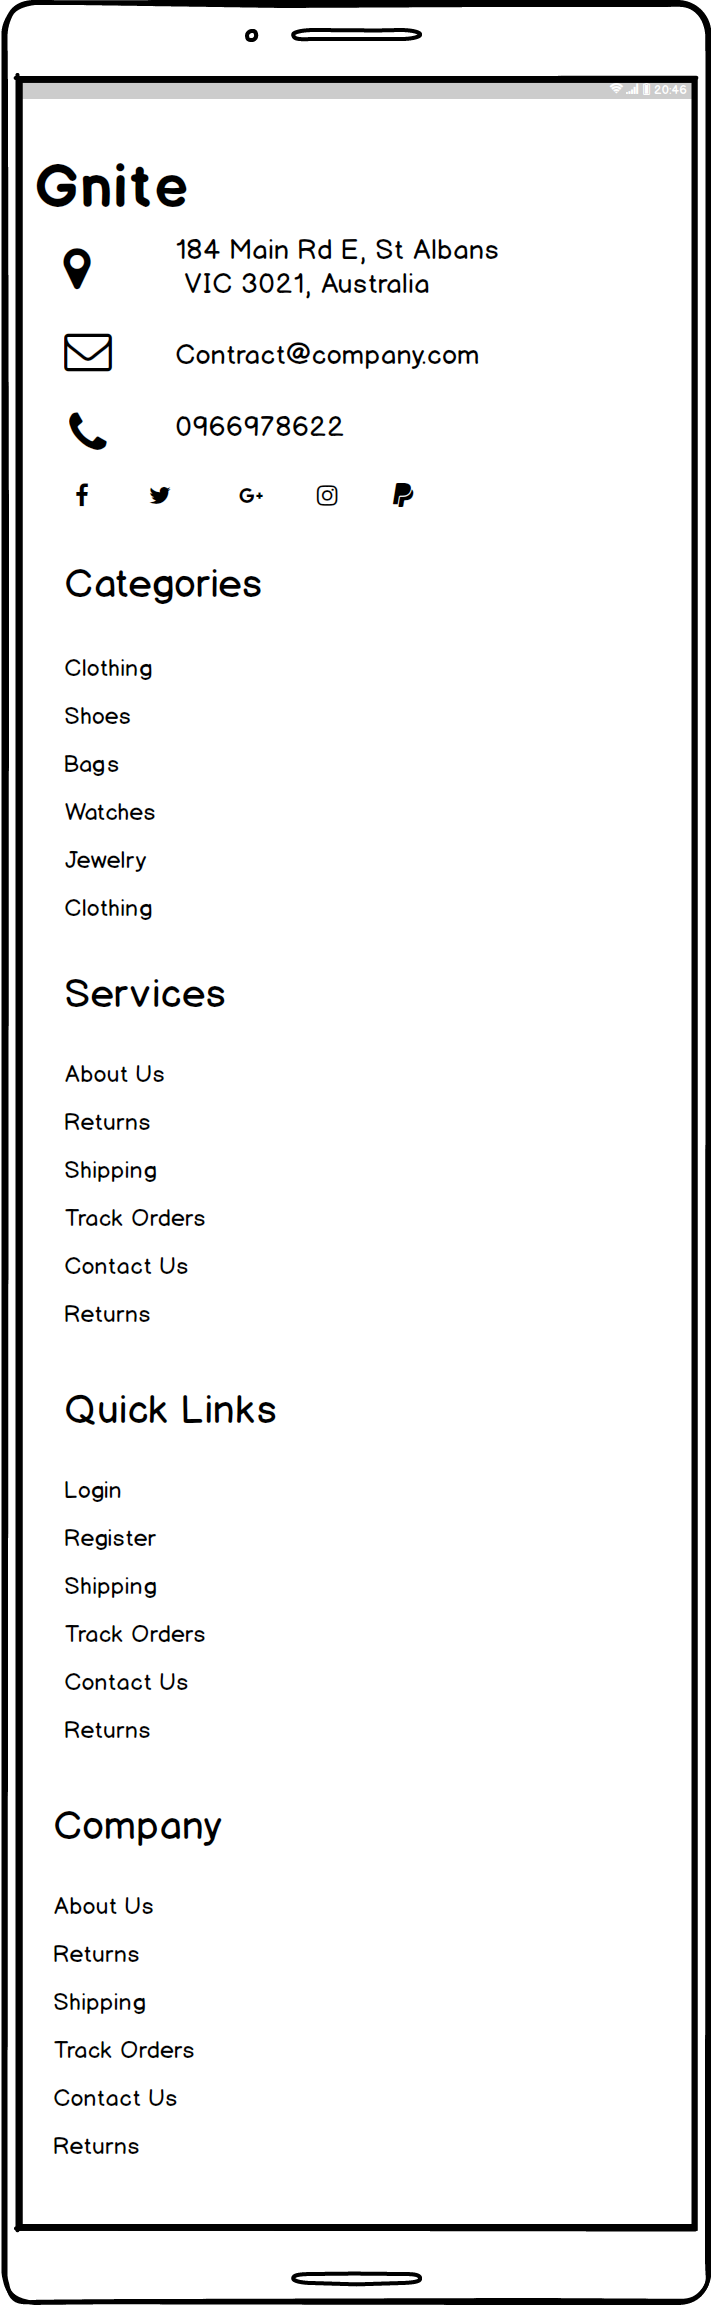 20:46
Gnite
184 Main Rd E, St Albans
VIC 3021, Australia
Contract@company.com
0966978622
G+
Categories
Clothing
Shoes
Bags
Watches
Jewelry
Clothing
Services
About Us
Returns
Shipping
Track Orders
Contact Us
Returns
Quick Links
Login
Register
Shipping
Track Orders
Contact Us
Returns
Company
About Us
Returns
Shipping
Track Orders
Contact Us
Returns